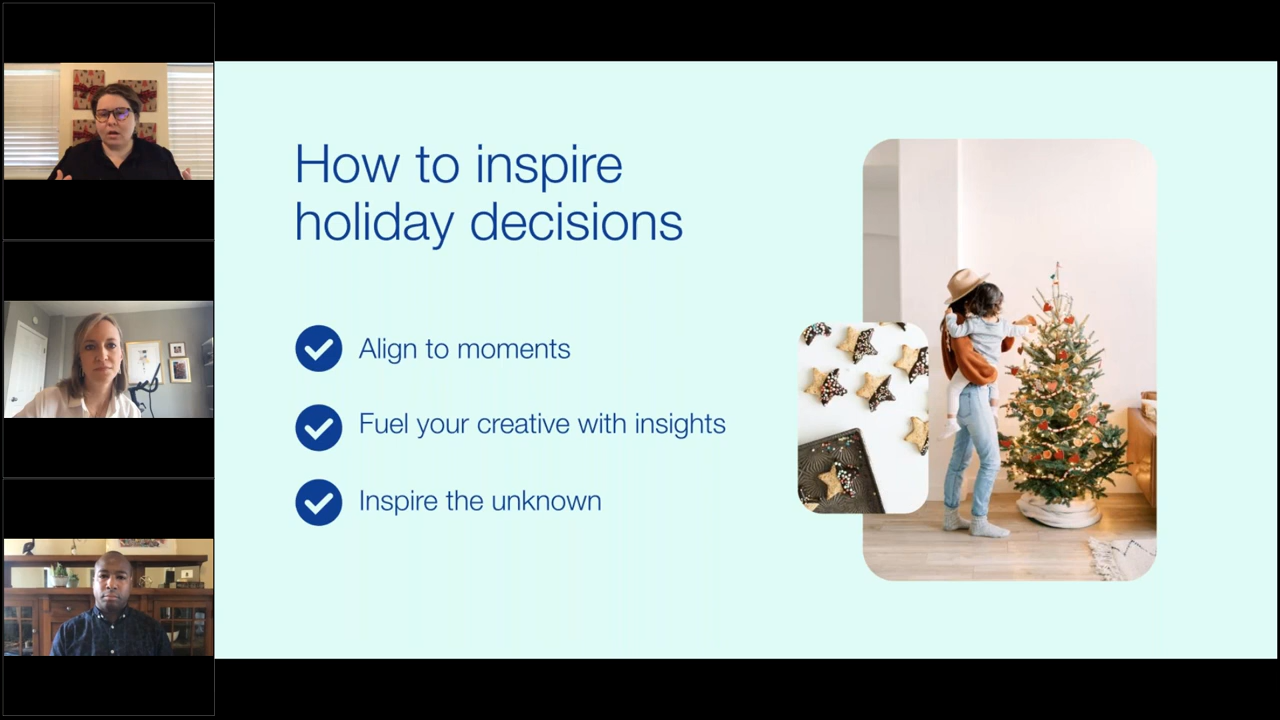 How to inspire
holiday decisions
Align to moments
Fuel your creative with insights
Inspire the unknown